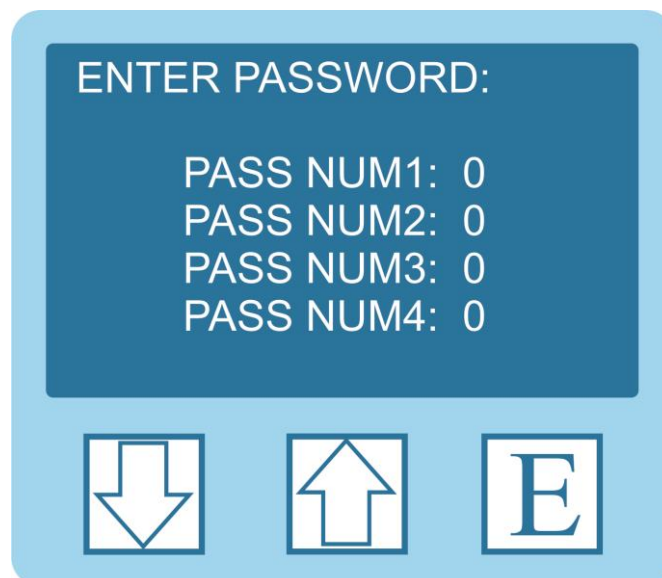 ENTER PASSWORD:
PASS NUM1: 0
PASS NUM2: 0
PASS NUM3: 0
PASS NUM4: 0
E